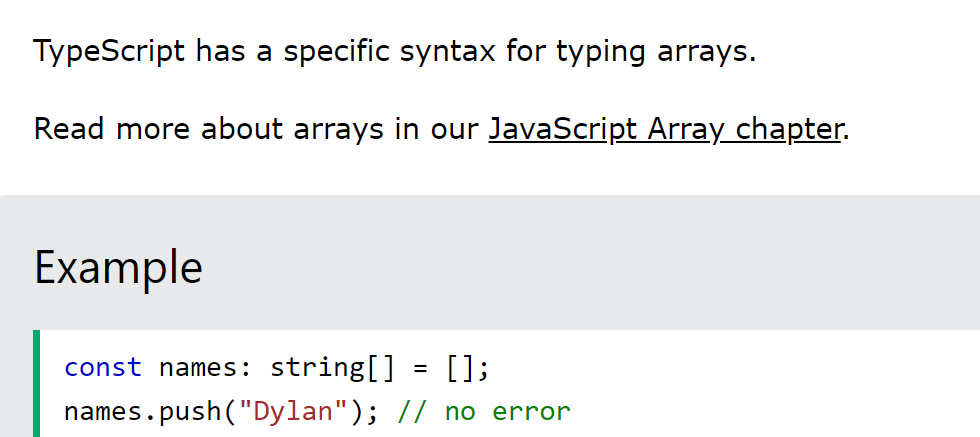 TypeScript has a specific syntax for typing arrays.
Read more about arrays in our JavaScript Array chapter.
Example
const names: string[] = [];
names.push("Dylan"); // no error